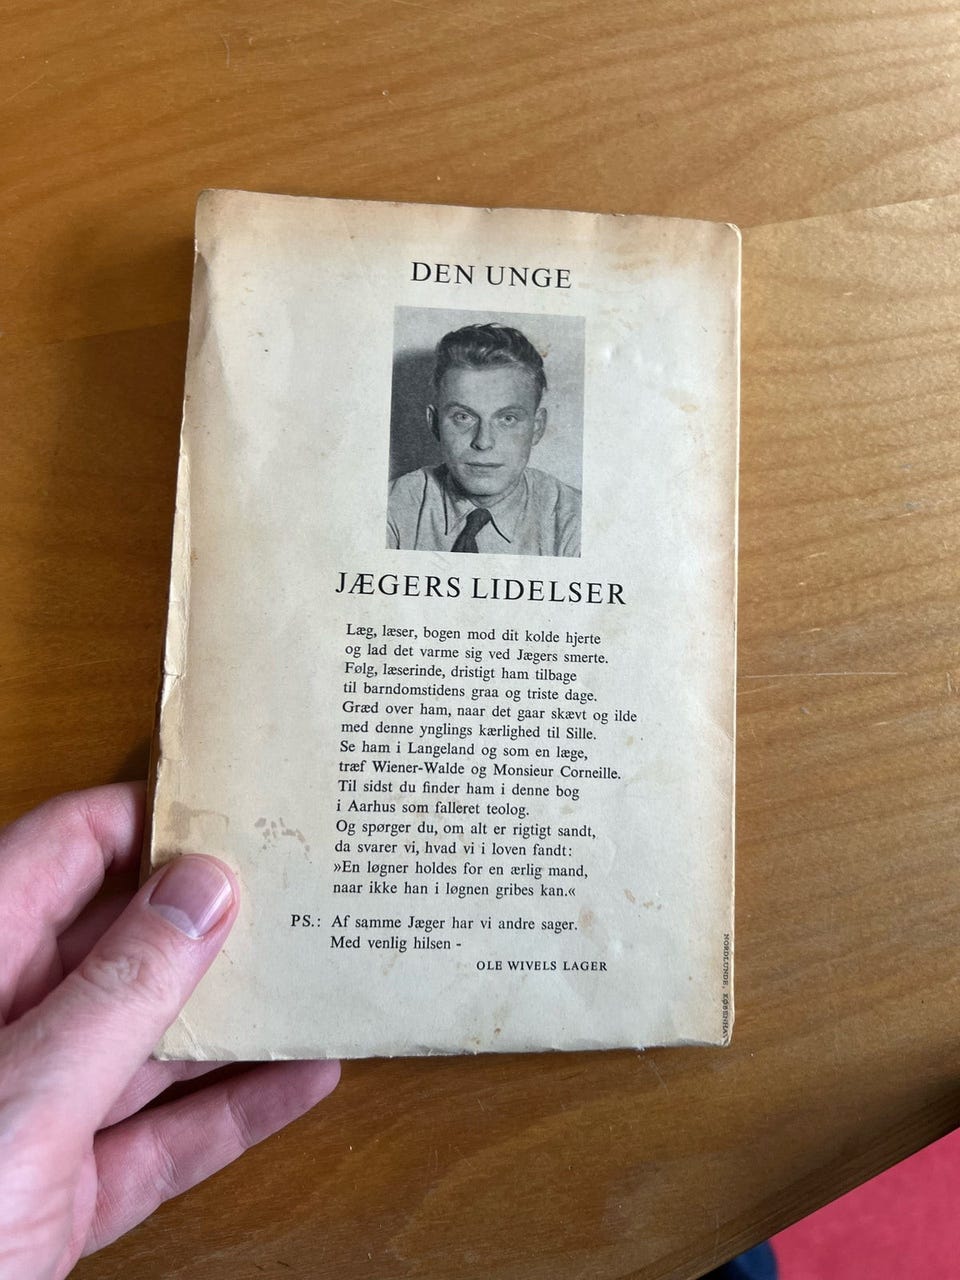 DEN UNGE
JÆGERS LIDELSER
Læg, læser, bogen mod dit kolde hjerte
og lad det varme sig ved Jægers smerte.
Følg, læserinde, dristigt ham tilbage
til barndomstidens graa og triste dage.
Græd over ham, naar det gaar skævt og ilde
med denne ynglings kærlighed til Sille.
Se ham i Langeland og som en læge,
træf Wiener-Walde og Monsieur Corneille.
Til sidst du finder ham i denne bog
i Aarhus som falleret teolog.
Og spørger du, om alt er rigtigt sandt,
da svarer vi, hvad vi i loven fandt:
»En løgner holdes for en ærlig mand,
naar ikke han i løgnen gribes kan.«
PS.: Af samme Jæger har vi andre sager.
Med venlig hilsen -
OLE WIVELS LAGER
NORDLUNDE, KØBENHAV